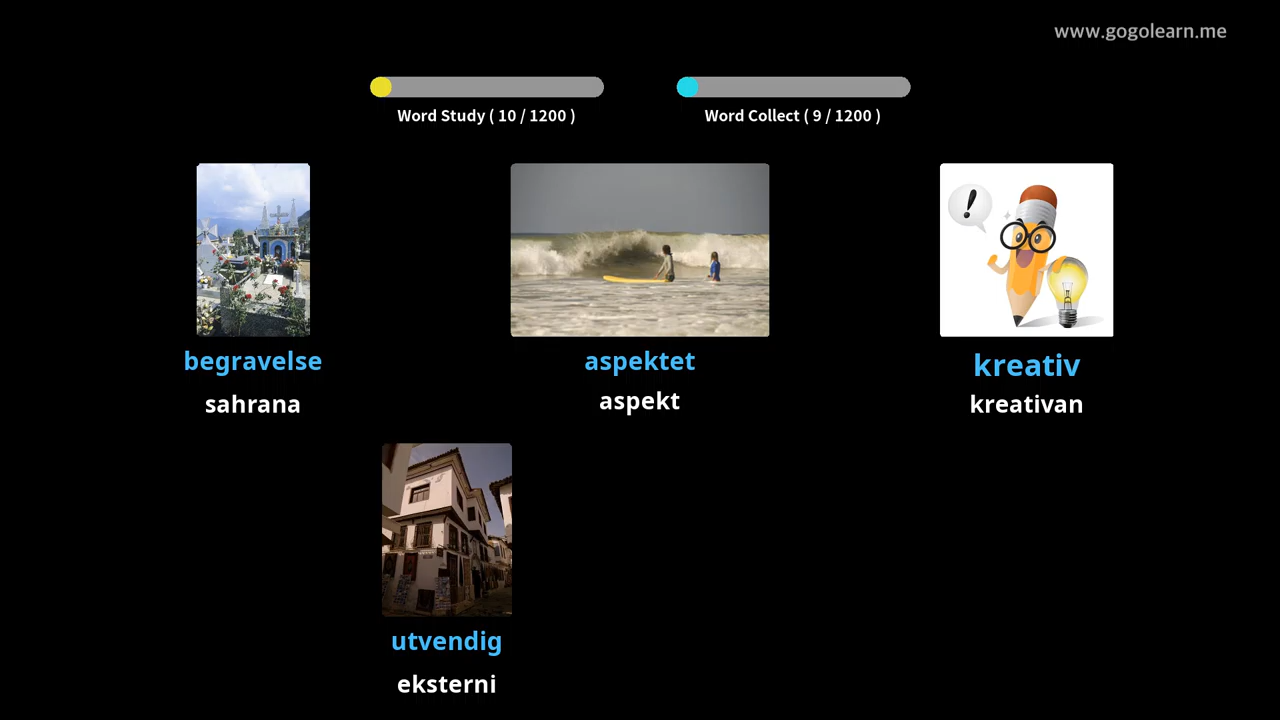 www.gogolearn.me
Word Study ( 10 / 1200 )
Word Collect ( 9 / 1200 )
begravelse
sahrana
aspektet
aspekt
kreativ
kreativan
utvendig
eksterni